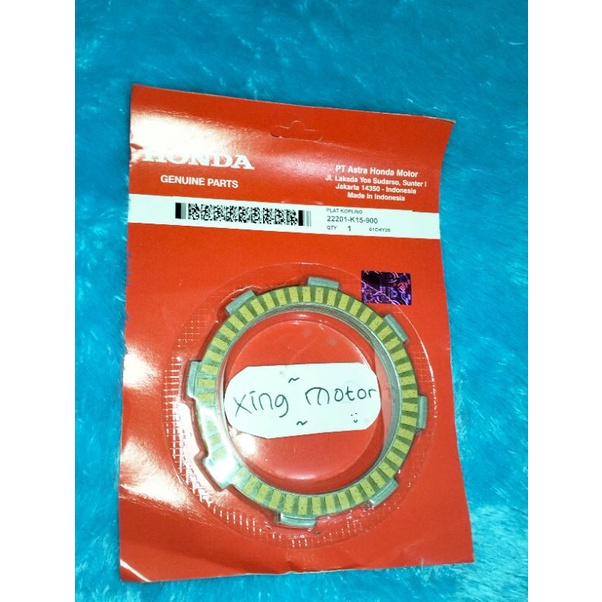 HONDA
GENUINE PARTS
PT Astra Honda Motor
Jl. Laksda Yos Sudarso, Sunter I
Jakarta 14350 - Indonesia
Made in Indonesia
PLAT KOPLING
22201-K15-900
QTY 1
xing motor